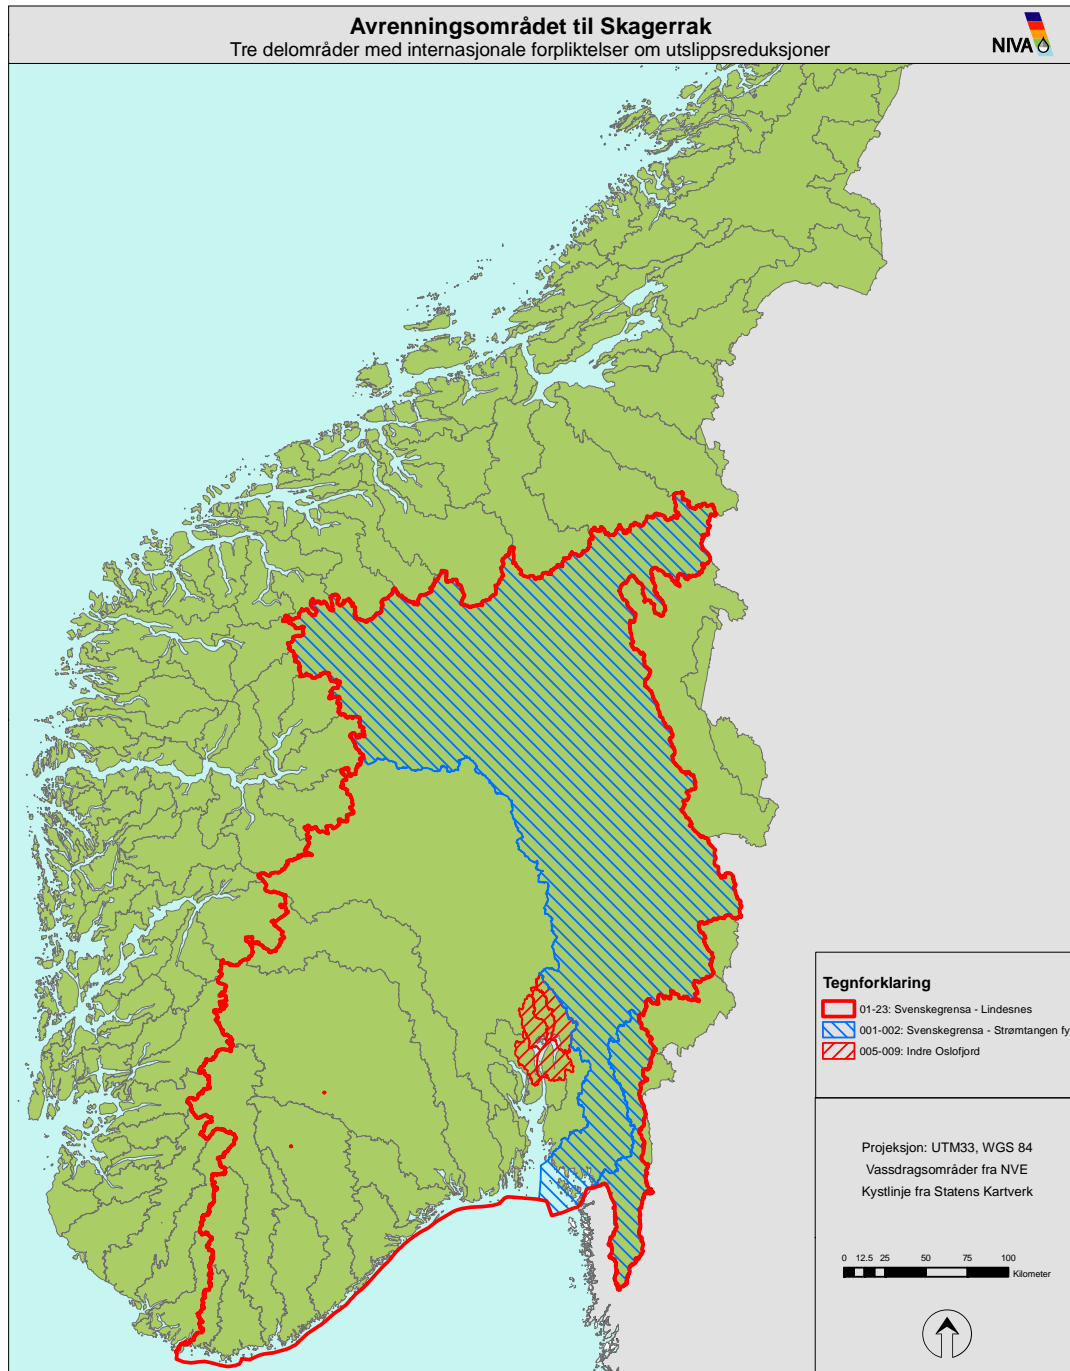 Avrenningsområdet til Skagerrak
Tre delområder med internasjonale forpliktelser om utslippsreduksjoner
NIVA
Tegnforklaring
01-23: Svenskegrensa - Lindesnes
001-002: Svenskegrensa - Strømtangen fy
005-009: Indre Oslofjord
Projeksjon: UTM33, WGS 84
Vassdragsområder fra NVE
Kystlinje fra Statens Kartverk
0 12.5 25 50 75 100
Kilometer